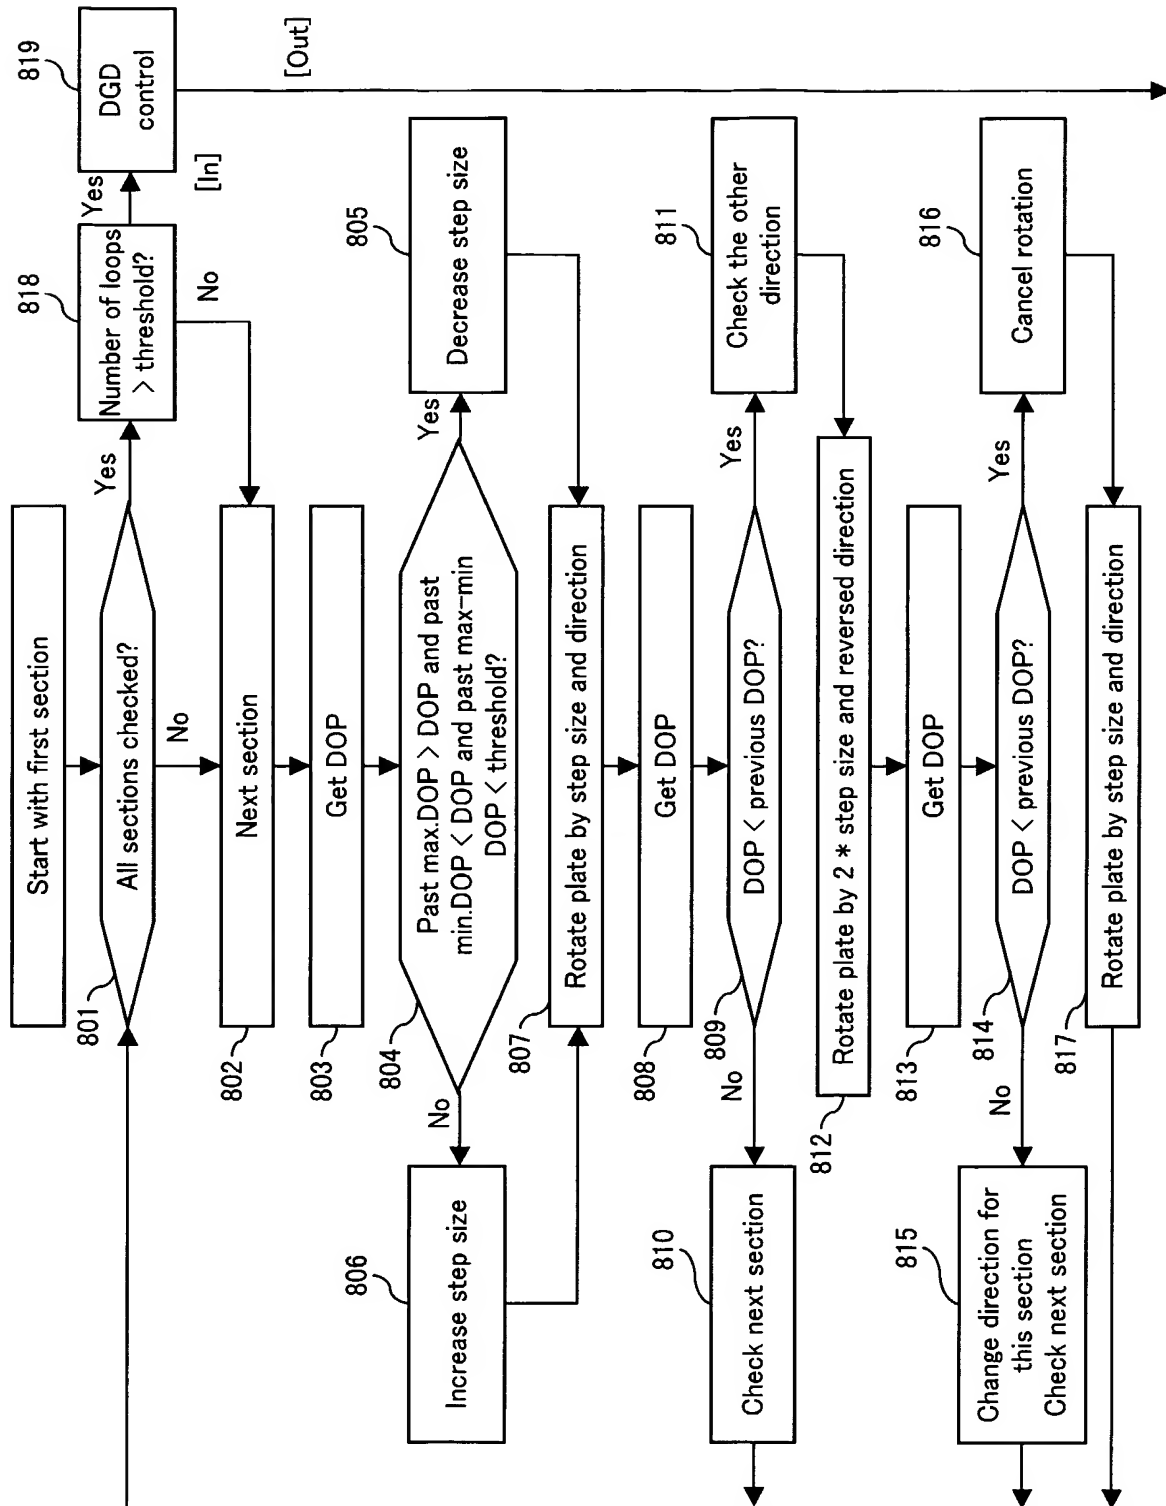 Start with first section
801
All sections checked?
Yes
No
818
Number of loops
> threshold?
Yes
No
819
DGD
control
[In]
[Out]
802
Next section
803
Get DOP
804
Past max.DOP > DOP and past
min.DOP < DOP and past max-min
DOP < threshold?
Yes
No
805
Decrease step size
806
Increase step size
807
Rotate plate by step size and direction
808
Get DOP
809
DOP < previous DOP?
Yes
No
810
Check next section
811
Check the other
direction
812
Rotate plate by 2 * step size and reversed direction
813
Get DOP
814
DOP < previous DOP?
Yes
No
815
Change direction for
this section
Check next section
816
Cancel rotation
817
Rotate plate by step size and direction